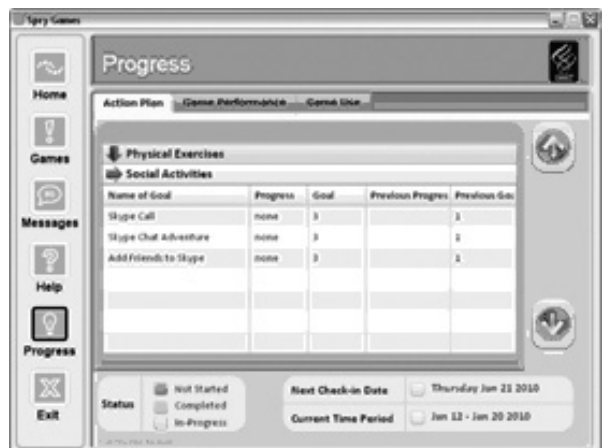 Spry Games
Progress
Home
Games
Messages
Help
Progress
Exit
Action Plan Game Performance Game Use
Physical Exercises
Social Activities
Name of Goal Progress Goal Previous Progres Previous Goa
Skype Call none 3 1
Skype Chat Adventure none 3 1
Add Friends to Skype none 3 1
Status
Not Started
Completed
In-Progress
Next Check-in Date Thursday Jan 21 2010
Current Time Period Jan 12 - Jan 20 2010